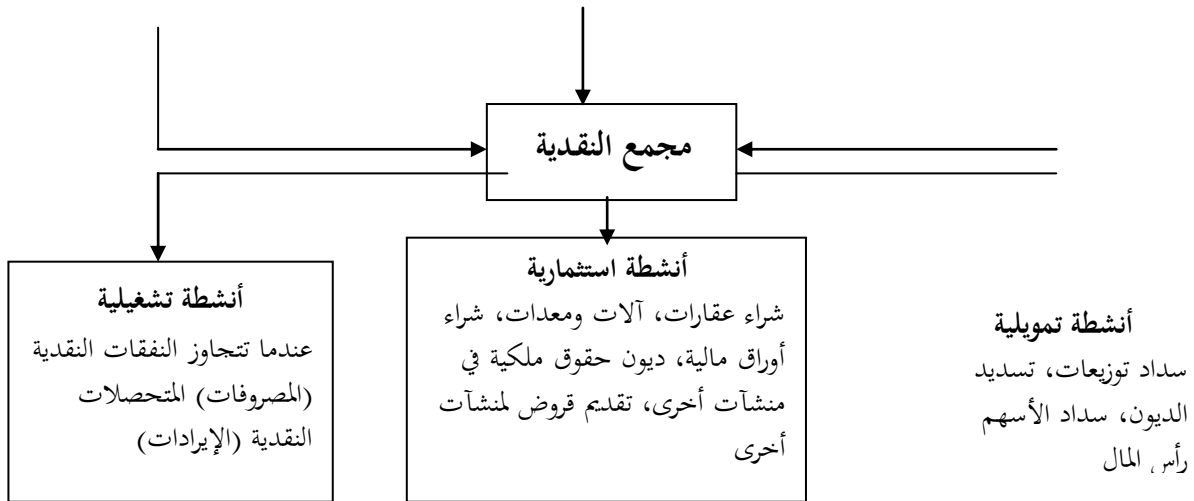 مجمع النقدية
أنشطة تمويلية
سداد توزيعات، تسديد
الديون، سداد الأسهم
رأس المال
أنشطة استثمارية
شراء عقارات، آلات ومعدات، شراء
أوراق مالية، ديون حقوق ملكية في
منشآت أخرى، تقديم قروض لمنشآت
أخرى
أنشطة تشغيلية
عندما تتجاوز النفقات النقدية
(المصروفات) المتحصلات
النقدية (الإيرادات)